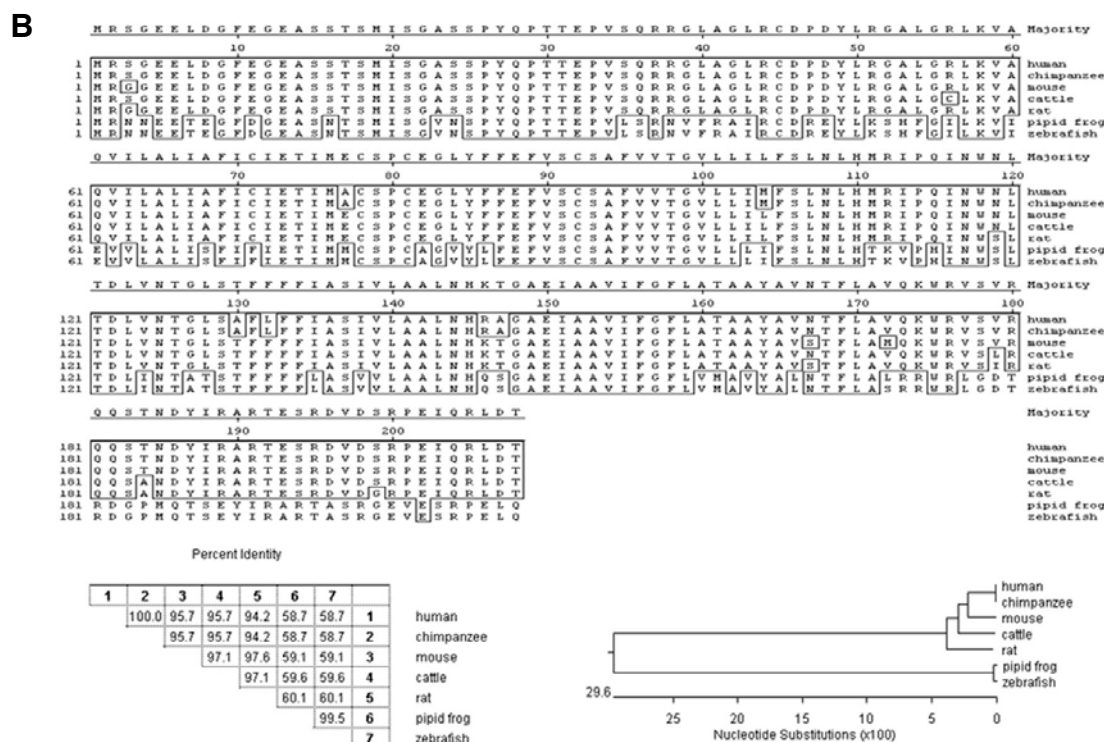 B
M R S G E E L D G F E G E A S S T S M I S G A S S P Y Q P T T E P V S Q R R G L A G L R C D P D Y L R G A L G R L K V A Majority
10 20 30 40 50 60
1 M R S G E E L D G F E G E A S S T S M I S G A S S P Y Q P T T E P V S Q R R G L A G L R C D P D Y L R G A L G R L K V A human
1 M R S G E E L D G F E G E A S S T S M I S G A S S P Y Q P T T E P V S Q R R G L A G L R C D P D Y L R G A L G R L K V A chimpanzee
1 M R G G E E L D G F E G E A S S T S M I S G A S S P Y Q P T T E P V S Q R R G L A G L R C D P D Y L R G A L G R L K V A mouse
1 M R S G E E L D G F E G E A S S T S M I S G A S S P Y Q P T T E P V S Q R R G L A G L R C D P D Y L R G A L G C L K V A cattle
1 M R G G E E L D G F E G E A S S T S M I S G A S S P Y Q P T T E P V S Q R R G L A G L R C D P D Y L R G A L G R L K V A rat
1 M R N N E E T E G F D G E A S N T S M I S G V N S P Y Q P T T E P V L S R N V F R A I R C D R E Y L K S H F G I L K V I pipid frog
1 M R N N E E T E G F D G E A S N T S M I S G V N S P Y Q P T T E P V L S R N V F R A I R C D R E Y L K S H F G I L K V I zebrafish
Q V I L A L I A F I C I E T I M E C S P C E G L Y F F E F V S C S A F V V T G V L L I L F S L N L H M R I P Q I N W N L Majority
70 80 90 100 110 120
61 Q V I L A L I A F I C I E T I M A C S P C E G L Y F F E F V S C S A F V V T G V L L I M F S L N L H M R I P Q I N W N L human
61 Q V I L A L I A F I C I E T I M A C S P C E G L Y F F E F V S C S A F V V T G V L L I M F S L N L H M R I P Q I N W N L chimpanzee
61 Q V I L A L I A F I C I E T I M E C S P C E G L Y F F E F V S C S A F V V T G V L L I L F S L N L H M R I P Q I N W N L mouse
61 Q V I L A L I A F I C I E T I M E C S P C E G L Y F F E F V S C S A F V V T G V L L I L F S L N L H M R I P Q I N W N L cattle
61 Q V I L A L I A F I C I E T I M E C S P C E G L Y F F E F V S C S A F V V T G V L L I L F S L N L H M R I P Q I N W S L rat
61 E V V L A L I S F I F I E T I M M C S P C A G V Y L F E F V S C S A F V V T G V L L L I F S L N L H T K V P H I N W S L pipid frog
61 E V V L A L I S F I F I E T I M M C S P C A G V Y L F E F V S C S A F V V T G V L L L I F S L N L H T K V P H I N W S L zebrafish
T D L V N T G L S T F F F F I A S I V L A A L N H K T G A E I A A V I F G F L A T A A Y A V N T F L A V Q K W R V S V R Majority
130 140 150 160 170 180
121 T D L V N T G L S A F L F F I A S I V L A A L N H R A G A E I A A V I F G F L A T A A Y A V N T F L A V Q K W R V S V R human
121 T D L V N T G L S A F L F F I A S I V L A A L N H R A G A E I A A V I F G F L A T A A Y A V N T F L A V Q K W R V S V R chimpanzee
121 T D L V N T G L S T F F F F I A S I V L A A L N H K T G A E I A A V I F G F L A T A A Y A V S T F L A M Q K W R V S V R mouse
121 T D L V N T G L S T F F F F I A S I V L A A L N H K T G A E I A A V I F G F L A T A A Y A V N T F L A V Q K W R V S L R cattle
121 T D L V N T G L S T F F F F I A S I V L A A L N H K T G A E I A A V I F G F L A T A A Y A V S T F L A V Q K W R V S I R rat
121 T D L I N T A T S T F F F F L A S V V L A A L N H Q S G A E I A A V I F G F L V M A V Y A L N T F L A L R R W R L G D T pipid frog
121 T D L I N T A T S T F F F F L A S V V L A A L N H Q S G A E I A A V I F G F L V M A V Y A L N T F L A S R R W R L G D T zebrafish
Q Q S T N D Y I R A R T E S R D V D S R P E I Q R L D T Majority
190 200
181 Q Q S T N D Y I R A R T E S R D V D S R P E I Q R L D T human
181 Q Q S T N D Y I R A R T E S R D V D S R P E I Q R L D T chimpanzee
181 Q Q S T N D Y I R A R T E S R D V D S R P E I Q R L D T mouse
181 Q Q S A N D Y I R A R T E S R D V D S R P E I Q R L D T cattle
181 Q Q S A N D Y I R A R T E S R D V D G R P E I Q R L D T rat
181 R D G P M Q T S E Y I R A R T A S R G E V E S R P E L Q pipid frog
181 R D G P M Q T S E Y I R A R T A S R G E V E S R P E L Q zebrafish
Percent Identity
1 2 3 4 5 6 7
100.0 95.7 95.7 94.2 58.7 58.7 1 human
95.7 95.7 94.2 58.7 58.7 2 chimpanzee
97.1 97.6 59.1 59.1 3 mouse
97.1 59.6 59.6 4 cattle
60.1 60.1 5 rat
99.5 6 pipid frog
7 zebrafish
human
chimpanzee
mouse
cattle
rat
pipid frog
zebrafish
29.6
25 20 15 10 5 0
Nucleotide Substitutions (x100)